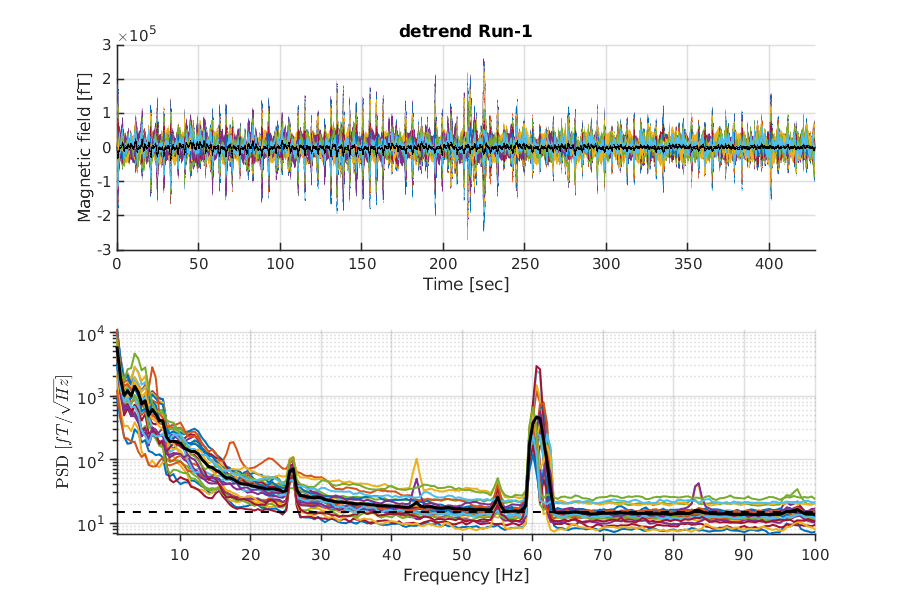 detrend Run-1
×10⁵
3
2
1
0
-1
-2
-3
Magnetic field [fT]
0 50 100 150 200 250 300 350 400
Time [sec]
10⁴
10³
10²
10¹
PSD [fT/√Hz]
10 20 30 40 50 60 70 80 90 100
Frequency [Hz]